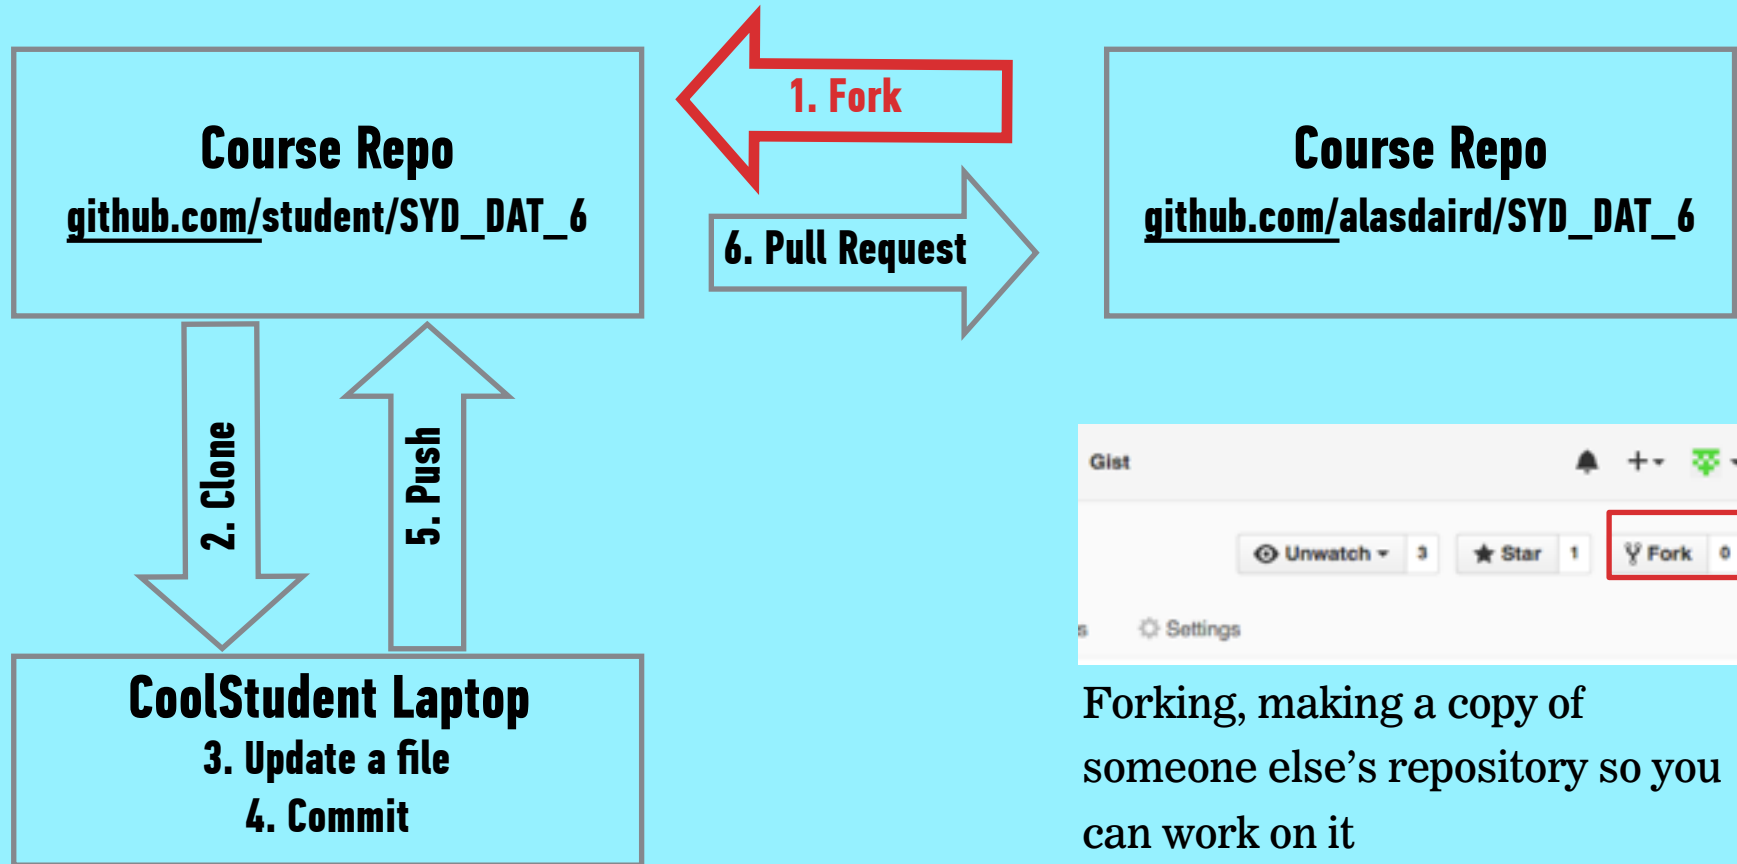 Course Repo
github.com/student/SYD_DAT_6
1. Fork
6. Pull Request
Course Repo
github.com/alasdaird/SYD_DAT_6
2. Clone
5. Push
CoolStudent Laptop
3. Update a file
4. Commit
Gist
Unwatch 3 Star 1 Fork 0
s Settings
Forking, making a copy of
someone else’s repository so you
can work on it